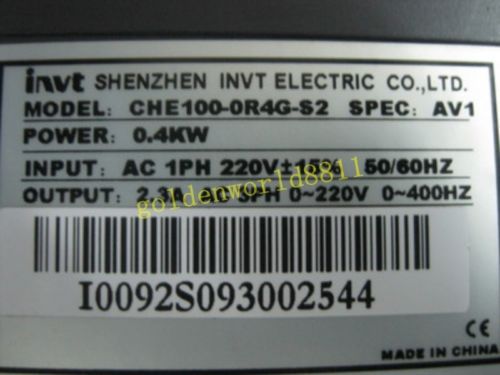 invt SHENZHEN INVT ELECTRIC CO.,LTD.
MODEL: CHE100-0R4G-S2 SPEC: AV1
POWER: 0.4KW
INPUT: AC 1PH 220V±15% 50/60HZ
OUTPUT: 3PH 0~220V 0~400HZ
goldenworld8811
I0092S093002544
CE
MADE IN CHINA